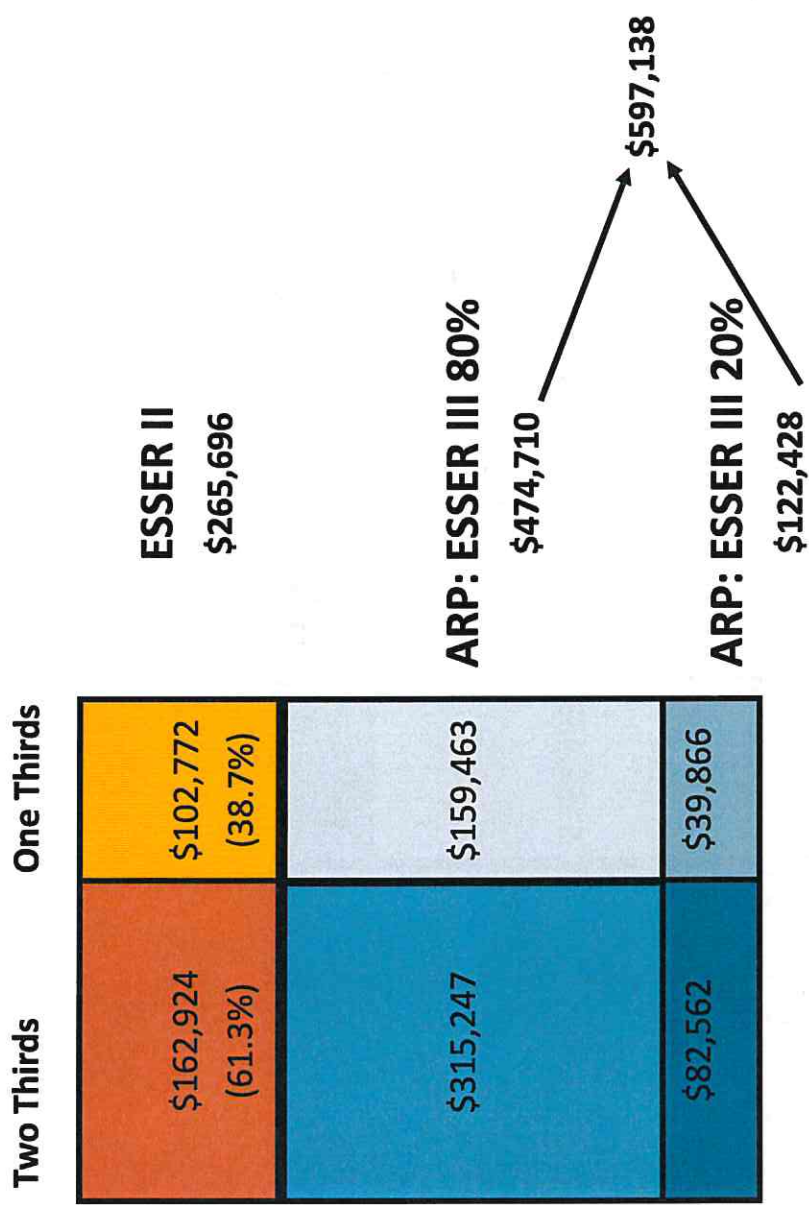 Two Thirds
One Thirds
$162,924
(61.3%)
$102,772
(38.7%)
ESSER II
$265,696
$315,247
$159,463
ARP: ESSER III 80%
$474,710
$597,138
$82,562
$39,866
ARP: ESSER III 20%
$122,428